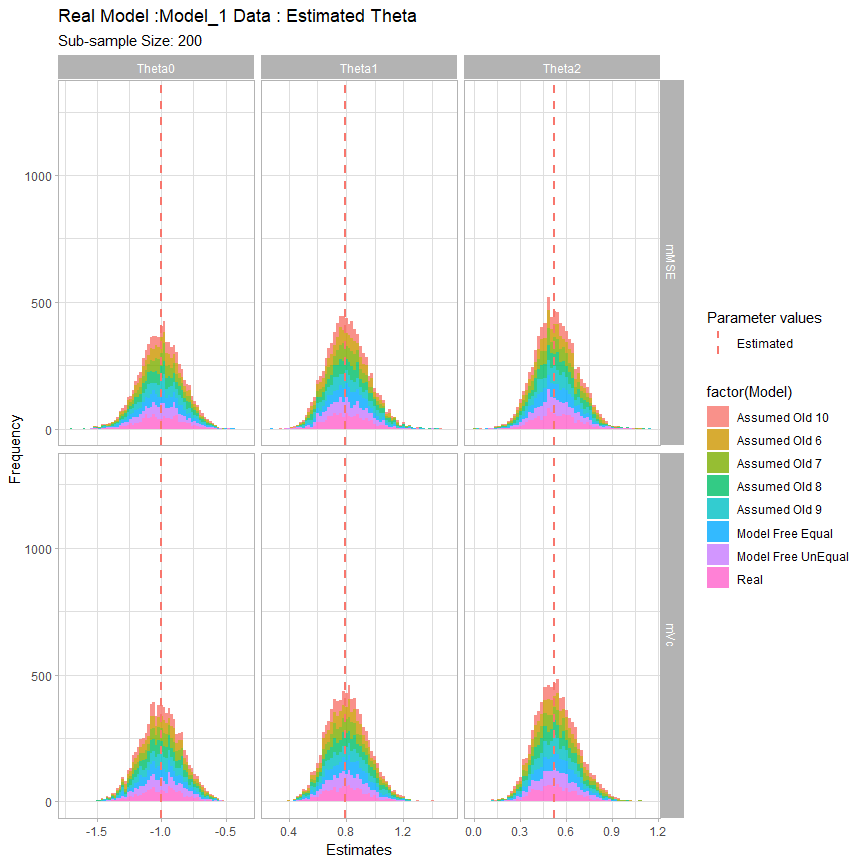 Real Model :Model_1 Data : Estimated Theta
Sub-sample Size: 200
Theta0 Theta1 Theta2
1000
500
0
mMSE
1000
500
0
mVc
Frequency
-1.5 -1.0 -0.5 0.4 0.8 1.2 0.0 0.3 0.6 0.9 1.2
Estimates
Parameter values
Estimated
factor(Model)
Assumed Old 10
Assumed Old 6
Assumed Old 7
Assumed Old 8
Assumed Old 9
Model Free Equal
Model Free UnEqual
Real